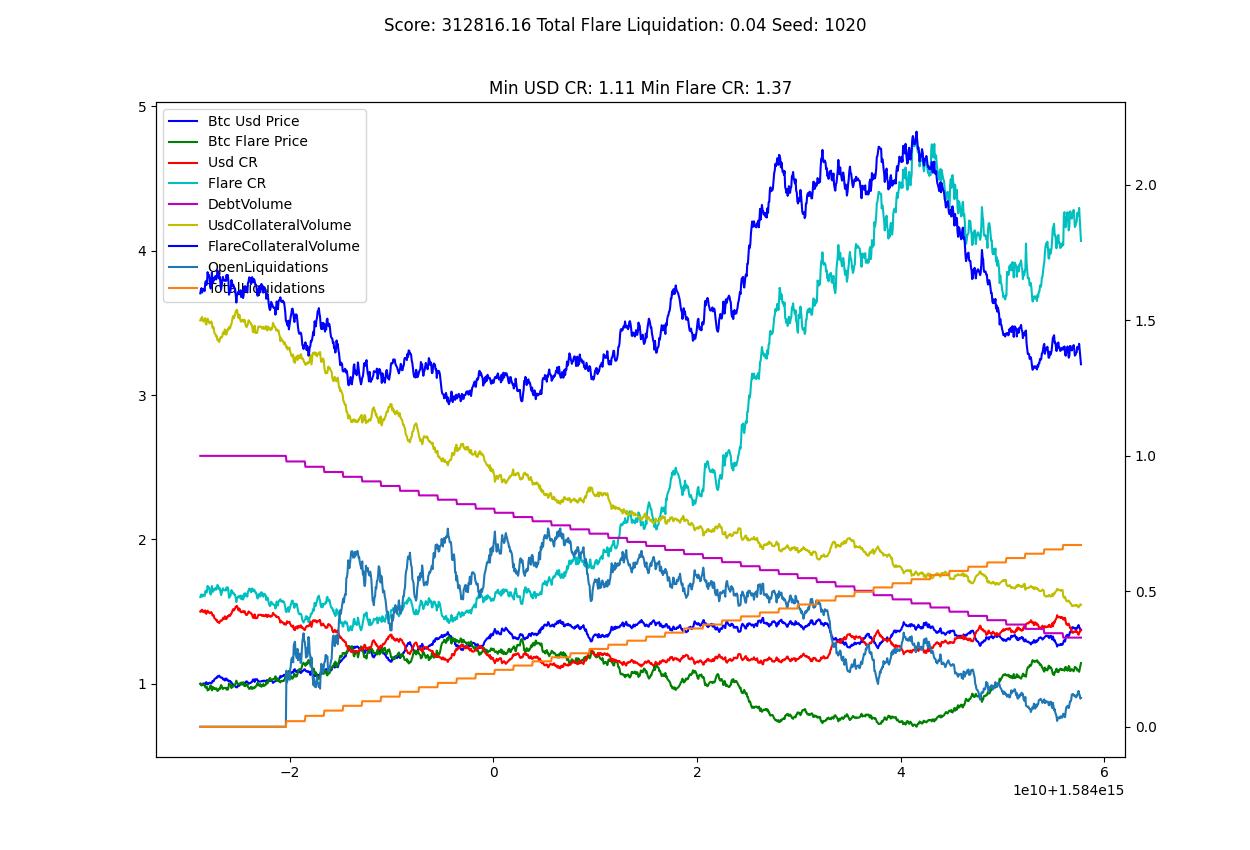 Score: 312816.16 Total Flare Liquidation: 0.04 Seed: 1020
Min USD CR: 1.11 Min Flare CR: 1.37
Btc Usd Price
Btc Flare Price
Usd CR
Flare CR
DebtVolume
UsdCollateralVolume
FlareCollateralVolume
OpenLiquidations
TotalLiquidations
5
4
3
2
1
2.0
1.5
1.0
0.5
0.0
−2
0
2
4
6
1e10+1.584e15